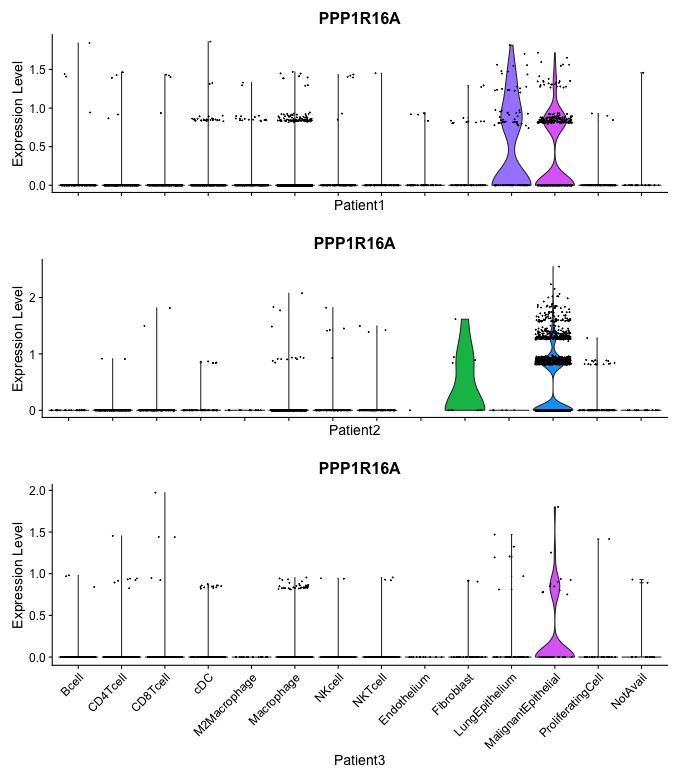 PPP1R16A
Expression Level
1.5
1.0
0.5
0.0
Patient1
PPP1R16A
Expression Level
2
1
0
Patient2
PPP1R16A
Expression Level
2.0
1.5
1.0
0.5
0.0
Bcell
CD4Tcell
CD8Tcell
cDC
M2Macrophage
Macrophage
NKcell
NKTcell
Endothelium
Fibroblast
LungEpithelium
MalignantEpithelial
ProliferatingCell
NotAvail
Patient3